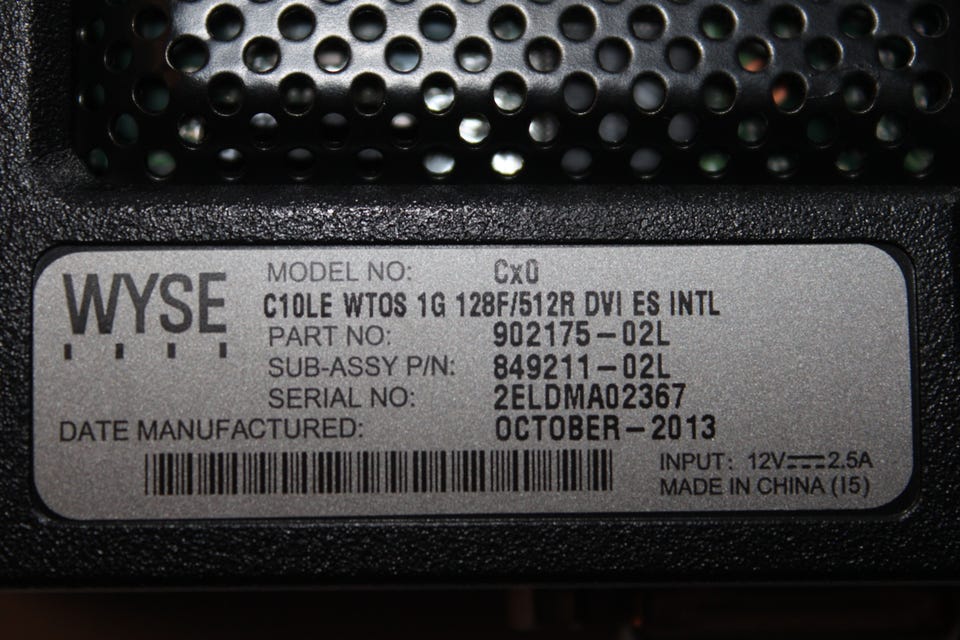 WYSE
MODEL NO: Cx0
C10LE WTOS 1G 128F/512R DVI ES INTL
PART NO: 902175-02L
SUB-ASSY P/N: 849211-02L
SERIAL NO: 2ELDMA02367
DATE MANUFACTURED: OCTOBER-2013
INPUT: 12V⎓2.5A
MADE IN CHINA (I5)